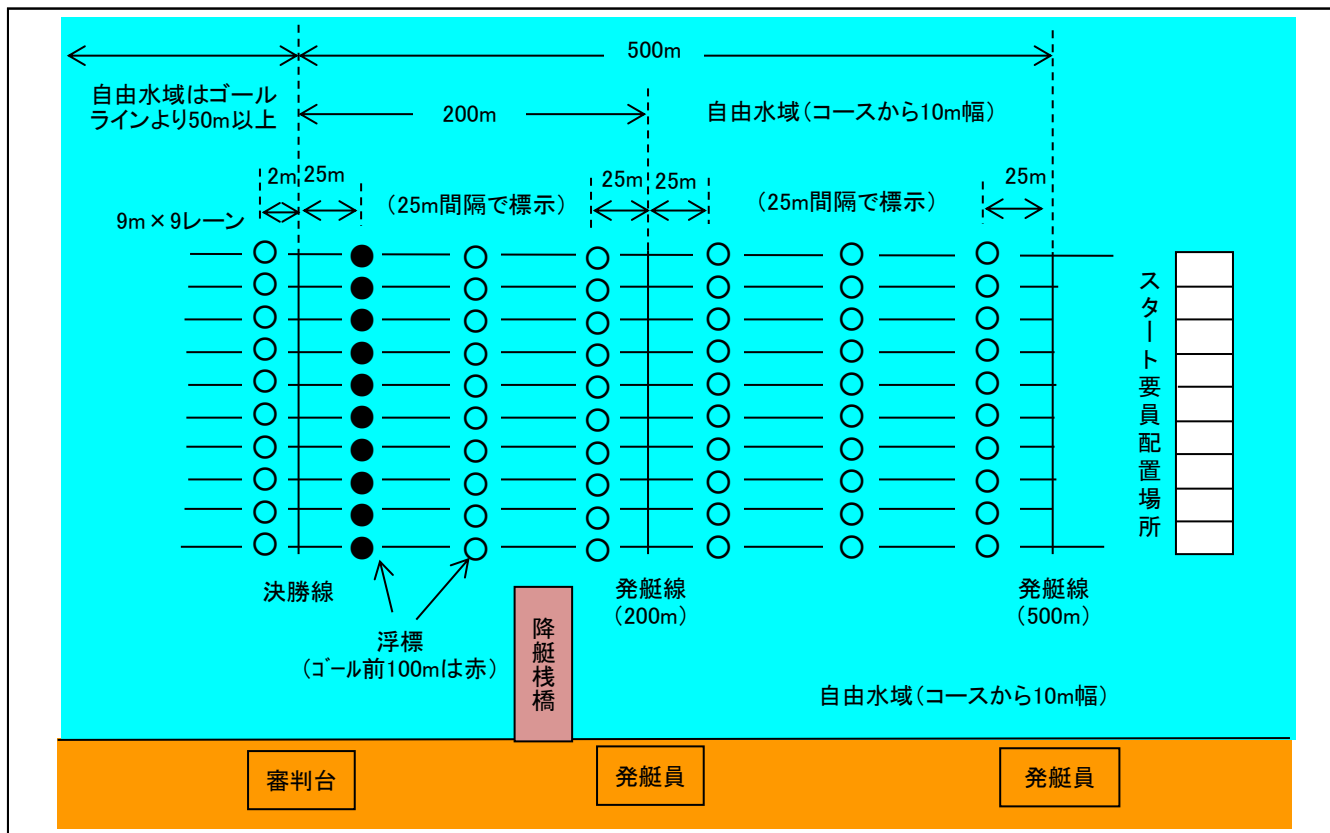 500m
自由水域はゴール
ラインより50m以上
200m
自由水域(コースから10m幅)
2m
25m
(25m間隔で標示)
25m
25m
(25m間隔で標示)
25m
9m×9レーン
スタート要員配置場所
決勝線
発艇線
(200m)
発艇線
(500m)
浮標
(ｺﾞｰﾙ前100mは赤)
降艇桟橋
自由水域(コースから10m幅)
審判台
発艇員
発艇員